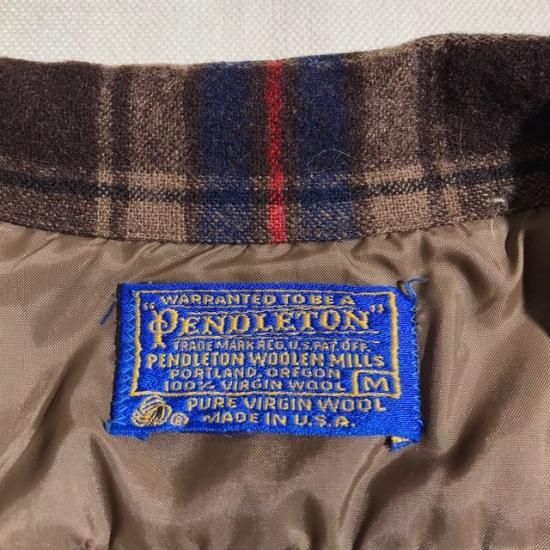 WARRANTED TO BE A
"PENDLETON"
TRADE MARK REG. U.S. PAT. OFF.
PENDLETON WOOLEN MILLS
PORTLAND, OREGON
100% VIRGIN WOOL M
PURE VIRGIN WOOL
® MADE IN U.S.A.